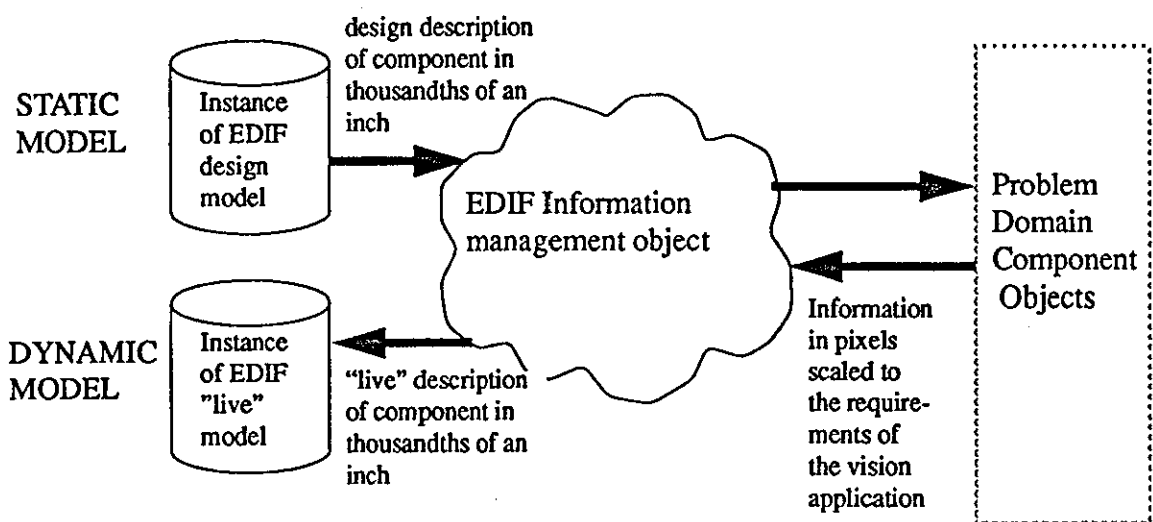 design description
of component in
thousandths of an
inch
STATIC
MODEL
Instance
of EDIF
design
model
EDIF Information
management object
Problem
Domain
Component
Objects
DYNAMIC
MODEL
Instance
of EDIF
"live”
model
“live” description
of component in
thousandths of an
inch
Information
in pixels
scaled to
the require-
ments of
the vision
application